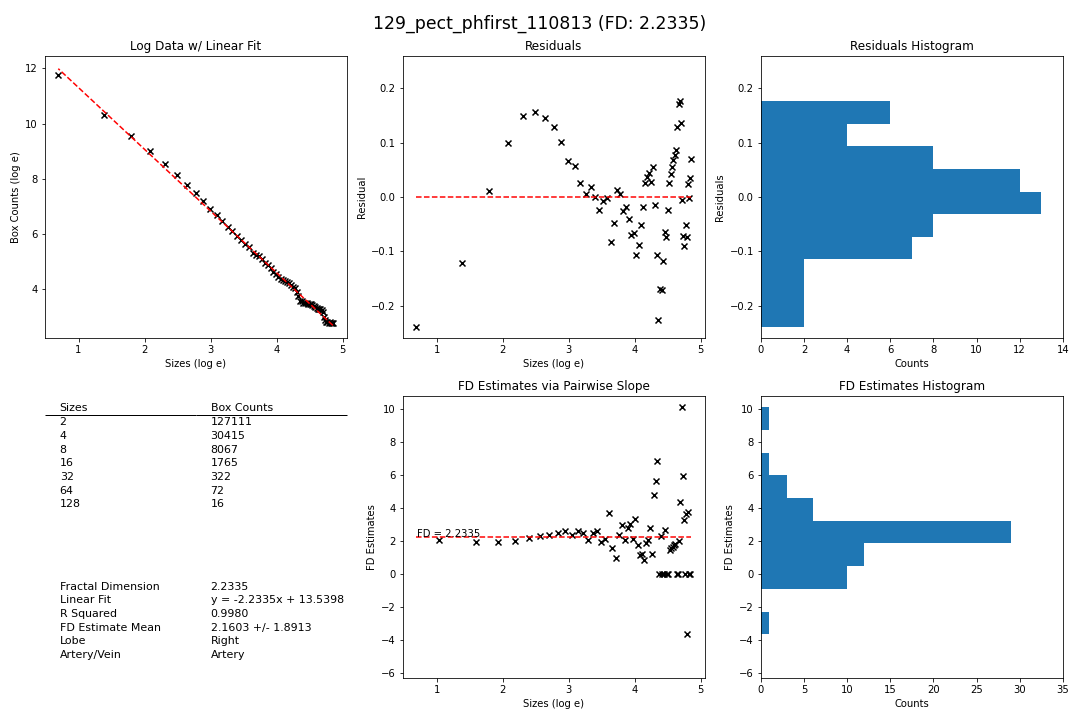 129_pect_phfirst_110813 (FD: 2.2335)
Log Data w/ Linear Fit
12
10
8
6
4
Box Counts (log e)
1 2 3 4 5
Sizes (log e)
Residuals
0.2
0.1
0.0
−0.1
−0.2
Residual
1 2 3 4 5
Sizes (log e)
Residuals Histogram
0.2
0.1
0.0
−0.1
−0.2
Residuals
0 2 4 6 8 10 12 14
Counts
Sizes Box Counts
2 127111
4 30415
8 8067
16 1765
32 322
64 72
128 16
Fractal Dimension 2.2335
Linear Fit y = -2.2335x + 13.5398
R Squared 0.9980
FD Estimate Mean 2.1603 +/- 1.8913
Lobe Right
Artery/Vein Artery
FD Estimates via Pairwise Slope
10
8
6
4
2
0
−2
−4
−6
FD Estimates
FD = 2.2335
1 2 3 4 5
Sizes (log e)
FD Estimates Histogram
10
8
6
4
2
0
−2
−4
−6
FD Estimates
0 5 10 15 20 25 30 35
Counts